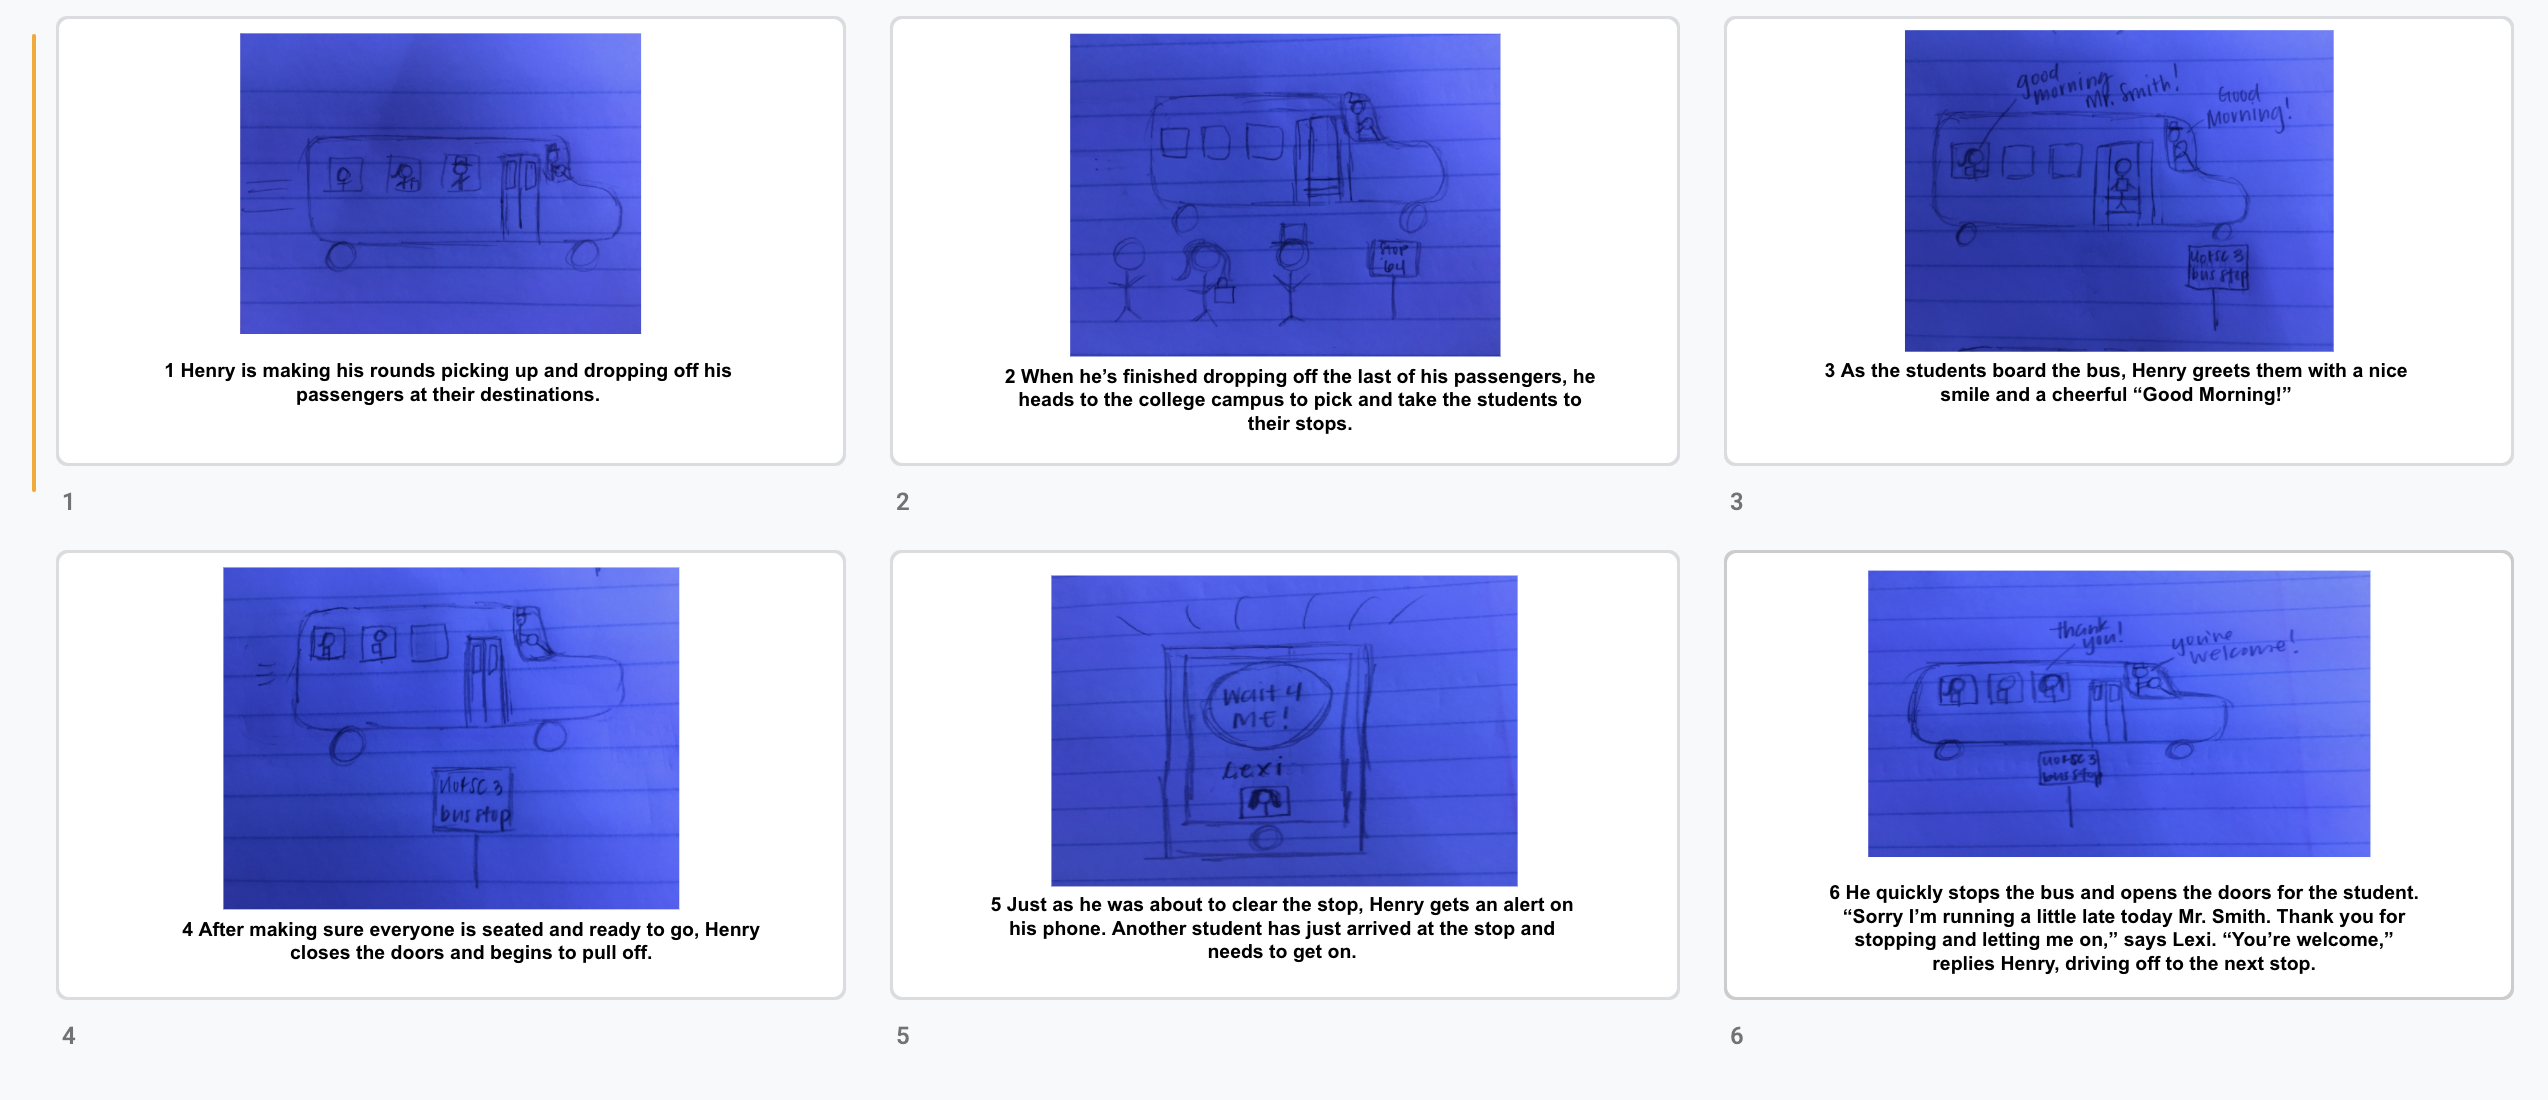 good
morning
Mr. Smith!
Good
Morning!
Stop
64
bus stop
1 Henry is making his rounds picking up and dropping off his
passengers at their destinations.
2 When he’s finished dropping off the last of his passengers, he
heads to the college campus to pick and take the students to
their stops.
3 As the students board the bus, Henry greets them with a nice
smile and a cheerful “Good Morning!”
1
2
3
bus stop
Wait 4
ME!
Lexi
thank
you!
you're
welcome!
bus stop
4 After making sure everyone is seated and ready to go, Henry
closes the doors and begins to pull off.
5 Just as he was about to clear the stop, Henry gets an alert on
his phone. Another student has just arrived at the stop and
needs to get on.
6 He quickly stops the bus and opens the doors for the student.
“Sorry I’m running a little late today Mr. Smith. Thank you for
stopping and letting me on,” says Lexi. “You’re welcome,”
replies Henry, driving off to the next stop.
4
5
6